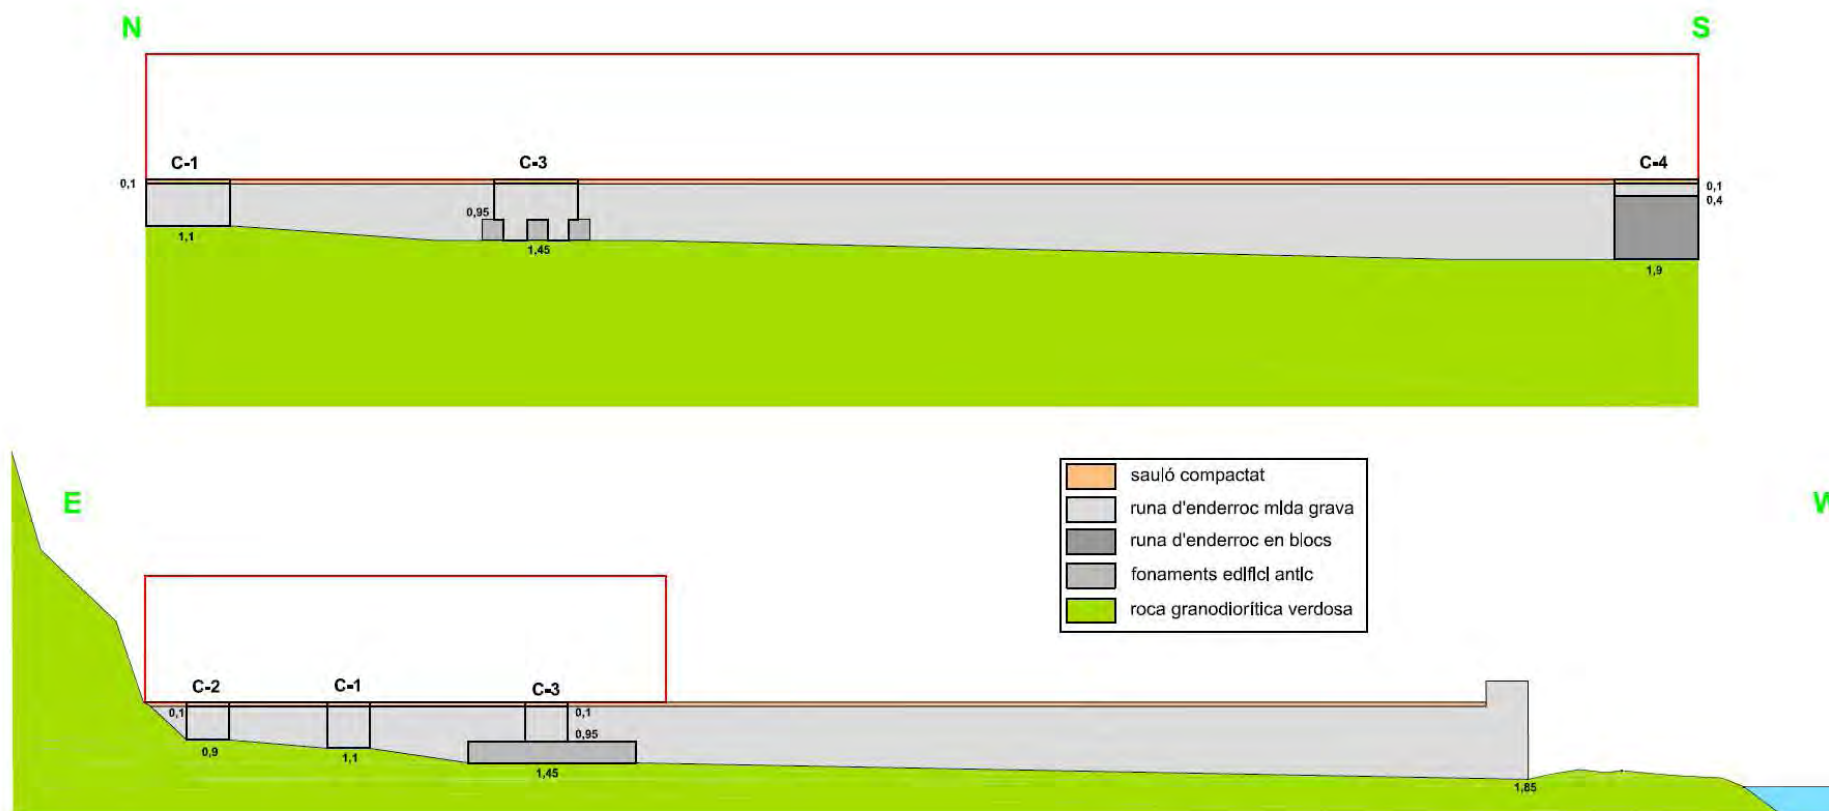 N
S
C-1
C-3
C-4
0,1
0,1
0,95
0,4
1,1
1,45
1,9
E
W
sauló compactat
runa d'enderroc mIda grava
runa d'enderroc en blocs
fonaments edIfIcI antIc
roca granodiorítica verdosa
C-2
C-1
C-3
0,1
0,1
0,95
0,9
1,1
1,45
1,85